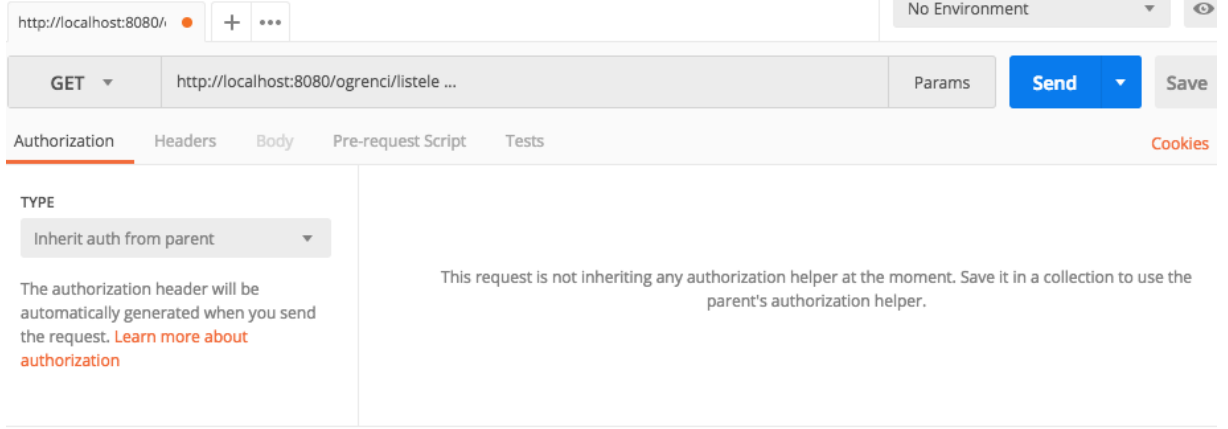 http://localhost:8080/
No Environment
GET
http://localhost:8080/ogrenci/listele ...
Params
Send
Save
Authorization
Headers
Body
Pre-request Script
Tests
Cookies
TYPE
Inherit auth from parent
The authorization header will be
automatically generated when you send
the request. Learn more about
authorization
This request is not inheriting any authorization helper at the moment. Save it in a collection to use the
parent's authorization helper.